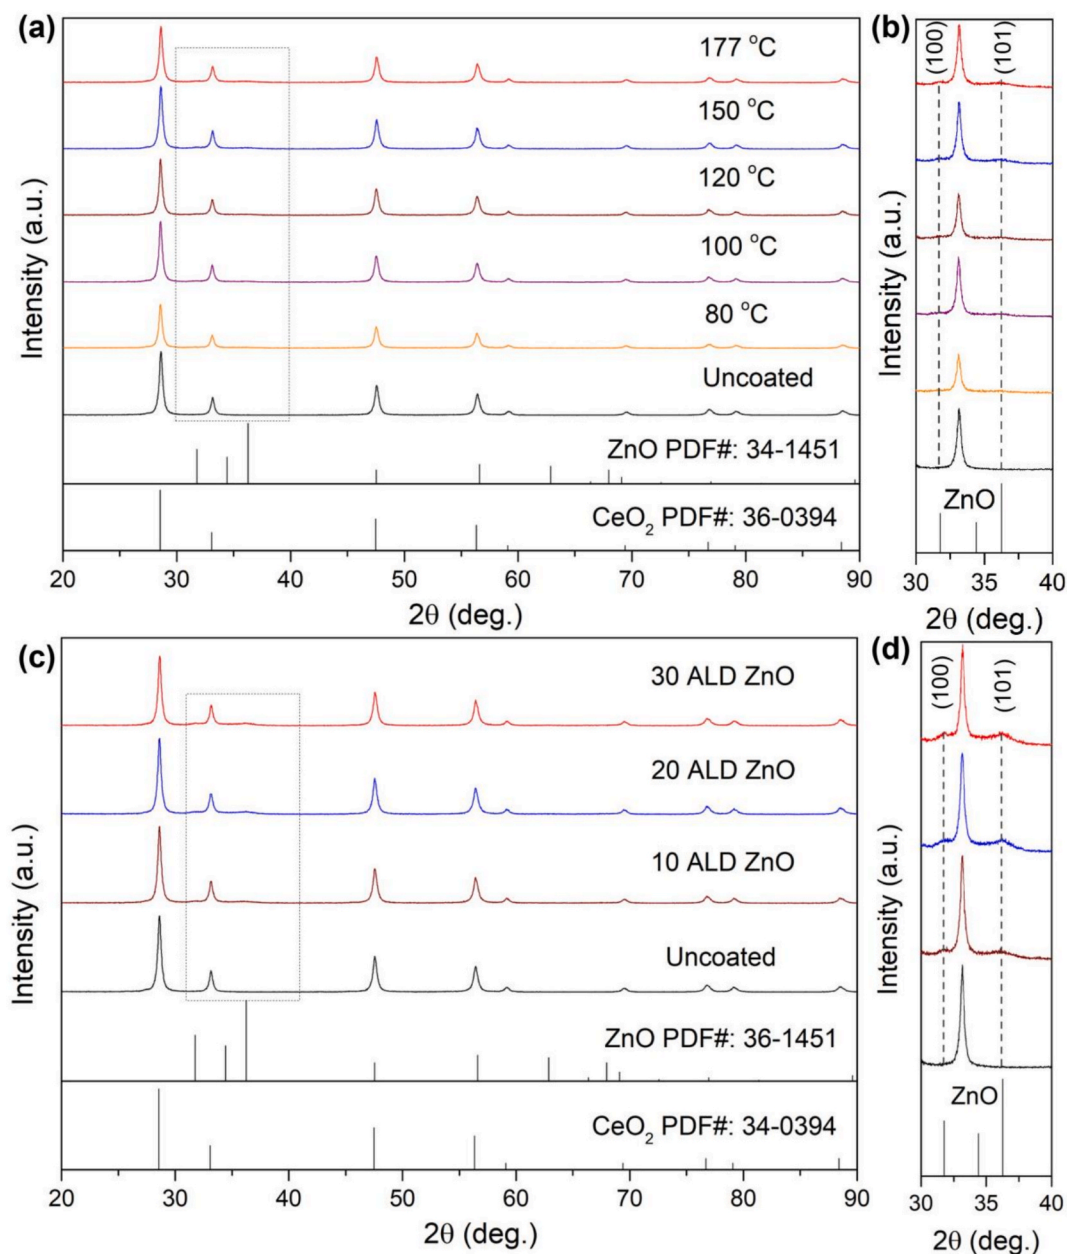 (a)
177 °C
150 °C
120 °C
100 °C
80 °C
Uncoated
ZnO PDF#: 34-1451
CeO₂ PDF#: 36-0394
Intensity (a.u.)
20 30 40 50 60 70 80 90
2θ (deg.)
(b)
(100)
(101)
ZnO
Intensity (a.u.)
30 35 40
2θ (deg.)
(c)
30 ALD ZnO
20 ALD ZnO
10 ALD ZnO
Uncoated
ZnO PDF#: 36-1451
CeO₂ PDF#: 34-0394
Intensity (a.u.)
20 30 40 50 60 70 80 90
2θ (deg.)
(d)
(100)
(101)
ZnO
Intensity (a.u.)
30 35 40
2θ (deg.)